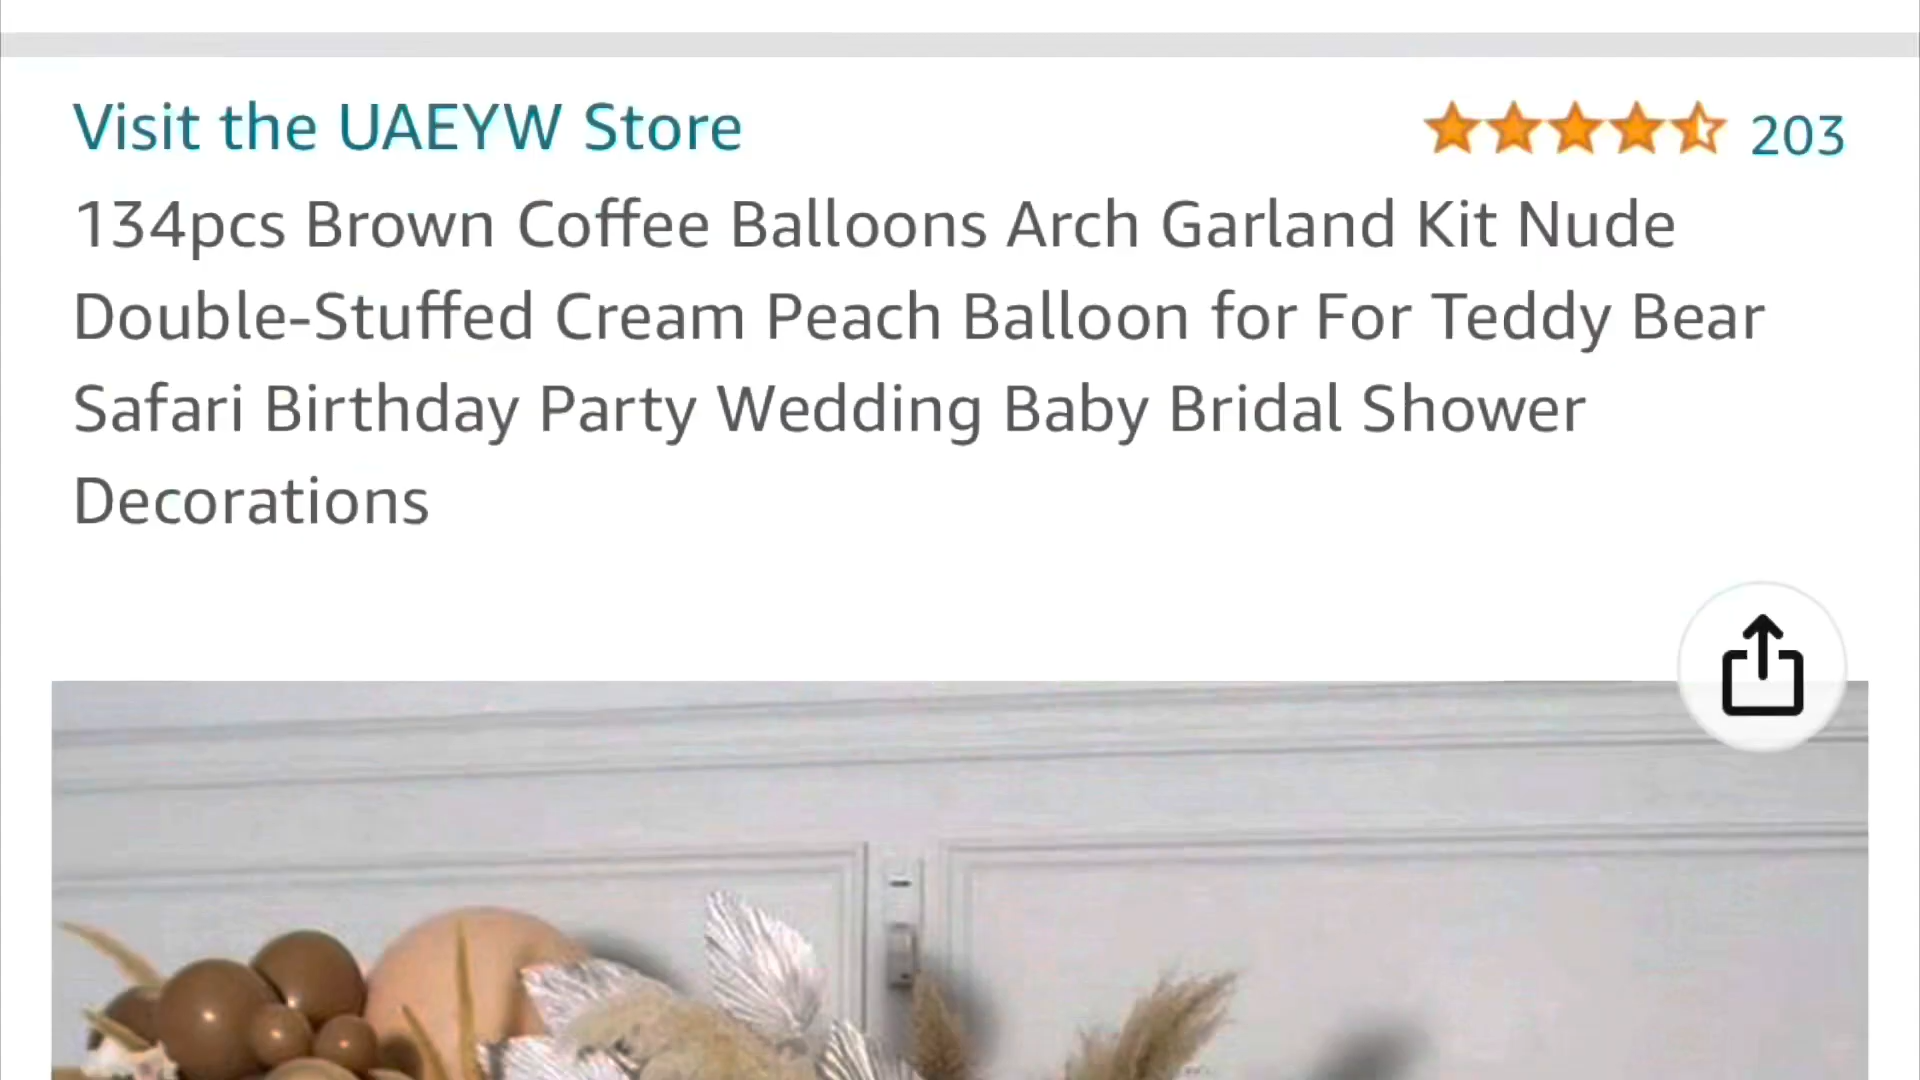 Visit the UAEYW Store
203
134pcs Brown Coffee Balloons Arch Garland Kit Nude
Double-Stuffed Cream Peach Balloon for For Teddy Bear
Safari Birthday Party Wedding Baby Bridal Shower
Decorations